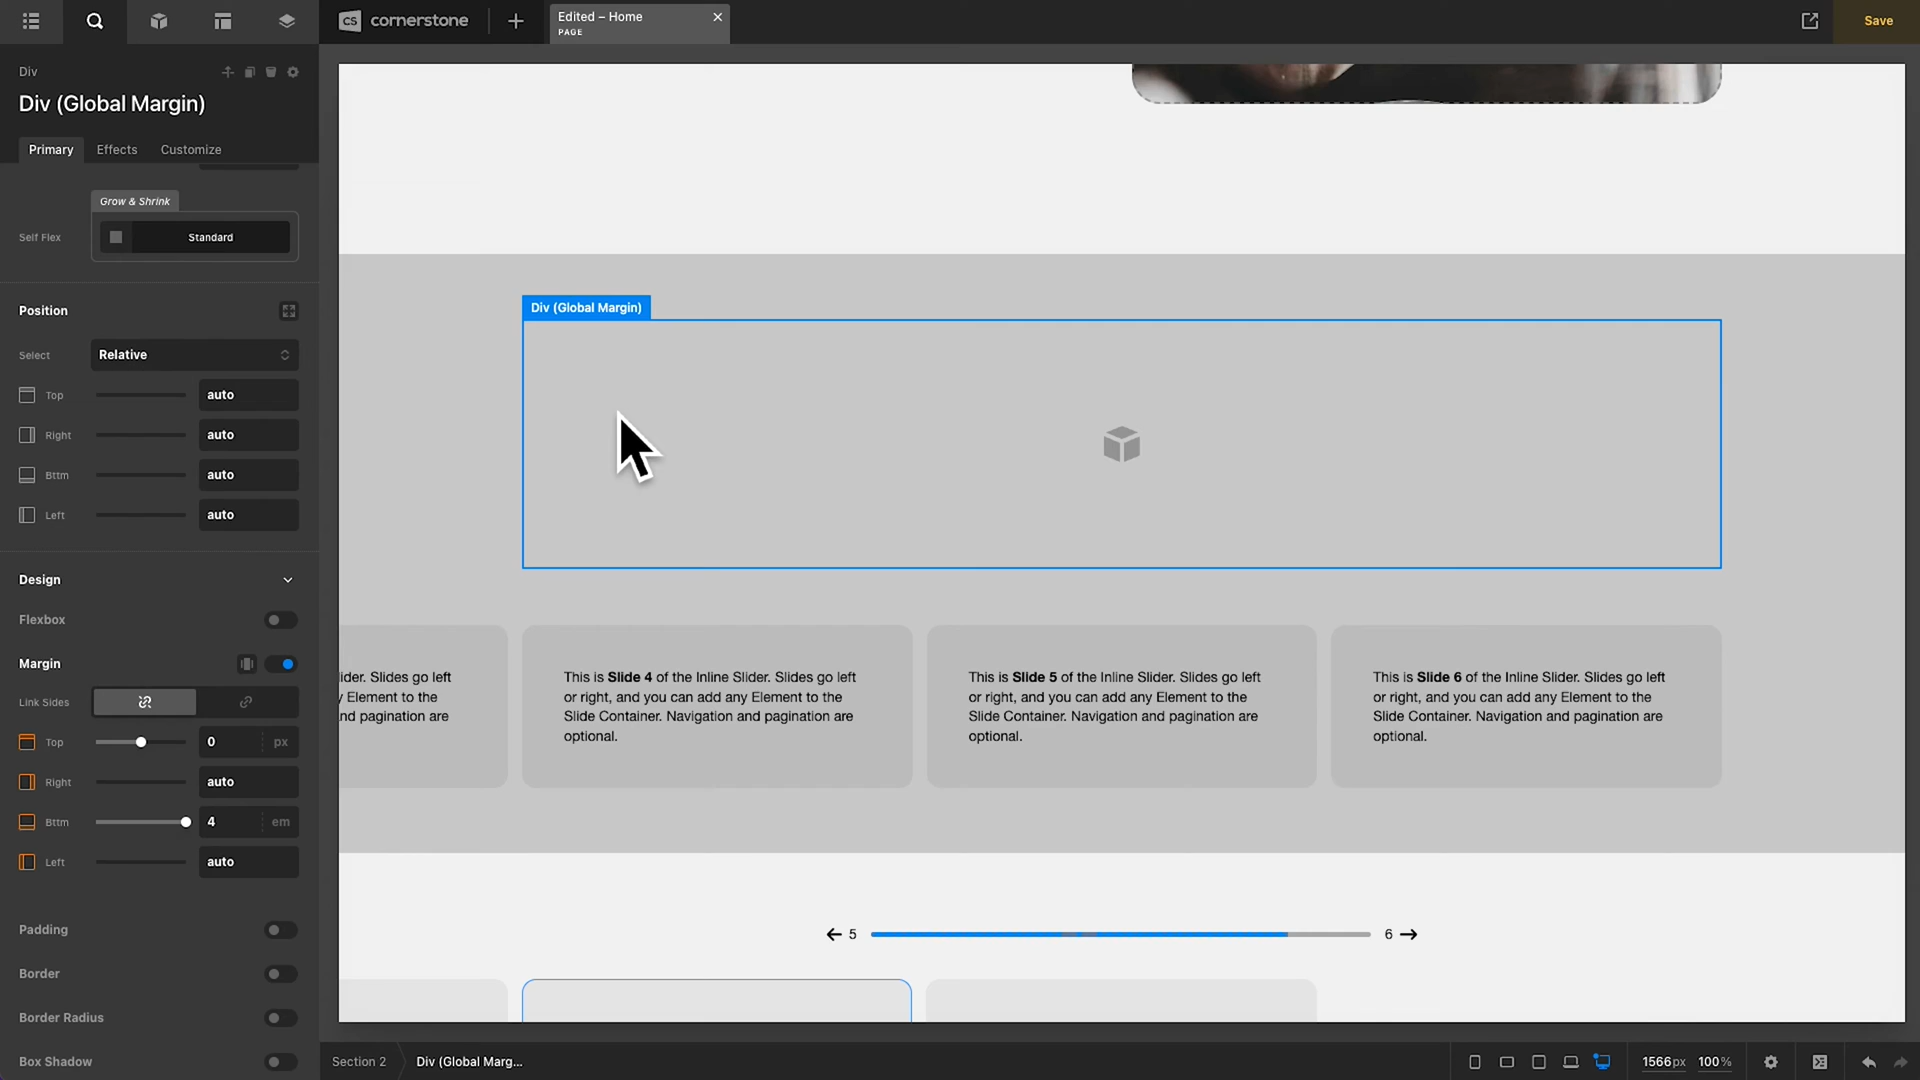 CS cornerstone
Edited – Home
PAGE
Save
Div
Div (Global Margin)
Primary
Effects
Customize
Grow & Shrink
Self Flex
Standard
Position
Select
Relative
Top
auto
Right
auto
Bttm
auto
Left
auto
Design
Flexbox
Margin
Link Sides
Top
0
px
Right
auto
Bttm
4
em
Left
auto
Padding
Border
Border Radius
Box Shadow
Div (Global Margin)
ider. Slides go left
y Element to the
nd pagination are
This is Slide 4 of the Inline Slider. Slides go left
or right, and you can add any Element to the
Slide Container. Navigation and pagination are
optional.
This is Slide 5 of the Inline Slider. Slides go left
or right, and you can add any Element to the
Slide Container. Navigation and pagination are
optional.
This is Slide 6 of the Inline Slider. Slides go left
or right, and you can add any Element to the
Slide Container. Navigation and pagination are
optional.
5
6
Section 2
Div (Global Marg...
1566px
100%